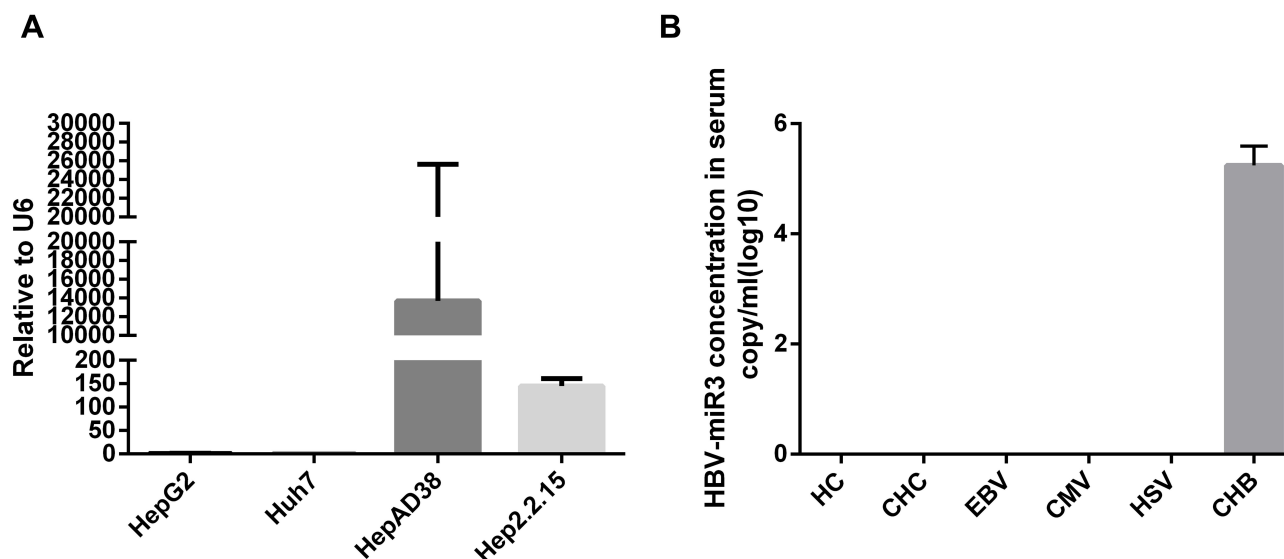 A
Relative to U6
30000
28000
26000
24000
22000
20000
20000
18000
16000
14000
12000
10000
200
150
100
50
0
HepG2
Huh7
HepAD38
Hep2.2.15
B
HBV-miR3 concentration in serum
copy/ml(log10)
6
4
2
0
HC
CHC
EBV
CMV
HSV
CHB